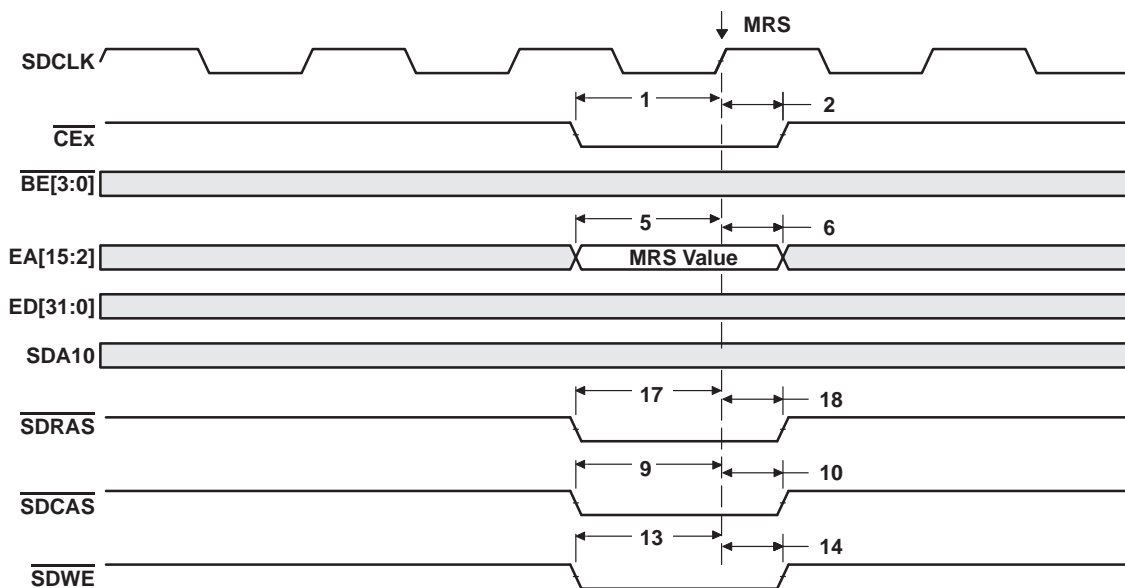 MRS
SDCLK
1
2
CEx
BE[3:0]
5
6
EA[15:2]
MRS Value
ED[31:0]
SDA10
17
18
SDRAS
9
10
SDCAS
13
14
SDWE